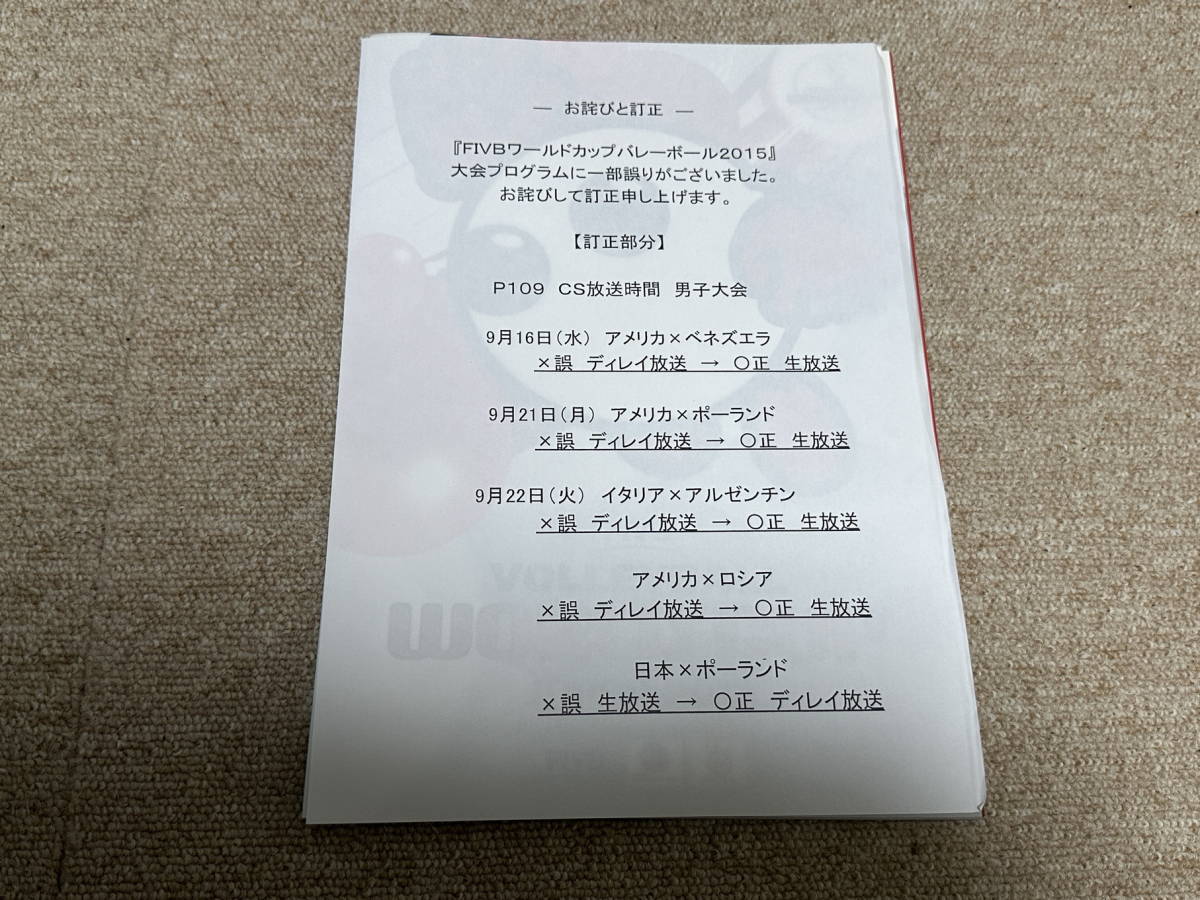 ― お詫びと訂正 ―
『FIVBワールドカップバレーボール2015』
大会プログラムに一部誤りがございました。
お詫びして訂正申し上げます。
【訂正部分】
P109 CS放送時間 男子大会
9月16日（水） アメリカ×ベネズエラ
×誤 ディレイ放送 → ○正 生放送
9月21日（月） アメリカ×ポーランド
×誤 ディレイ放送 → ○正 生放送
9月22日（火） イタリア×アルゼンチン
×誤 ディレイ放送 → ○正 生放送
アメリカ×ロシア
×誤 ディレイ放送 → ○正 生放送
日本×ポーランド
×誤 生放送 → ○正 ディレイ放送